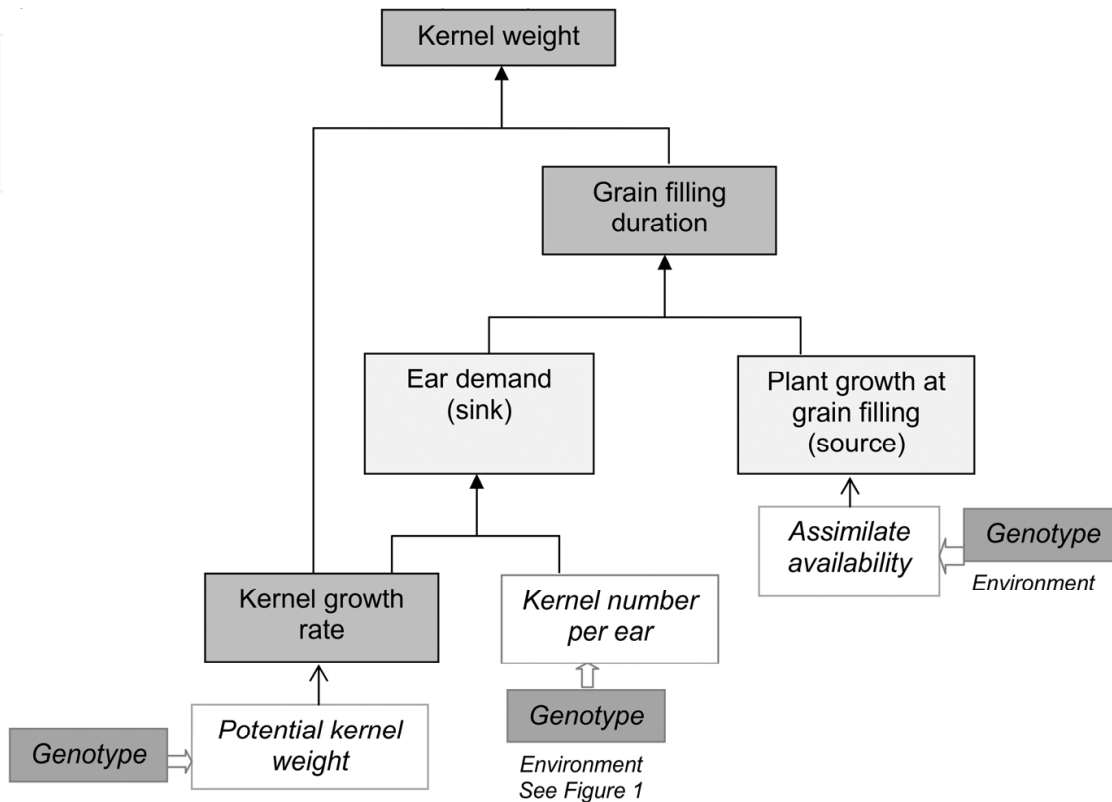 Kernel weight
Grain filling
duration
Ear demand
(sink)
Plant growth at
grain filling
(source)
Assimilate
availability
Genotype
Environment
Kernel growth
rate
Kernel number
per ear
Potential kernel
weight
Genotype
Genotype
Environment
See Figure 1